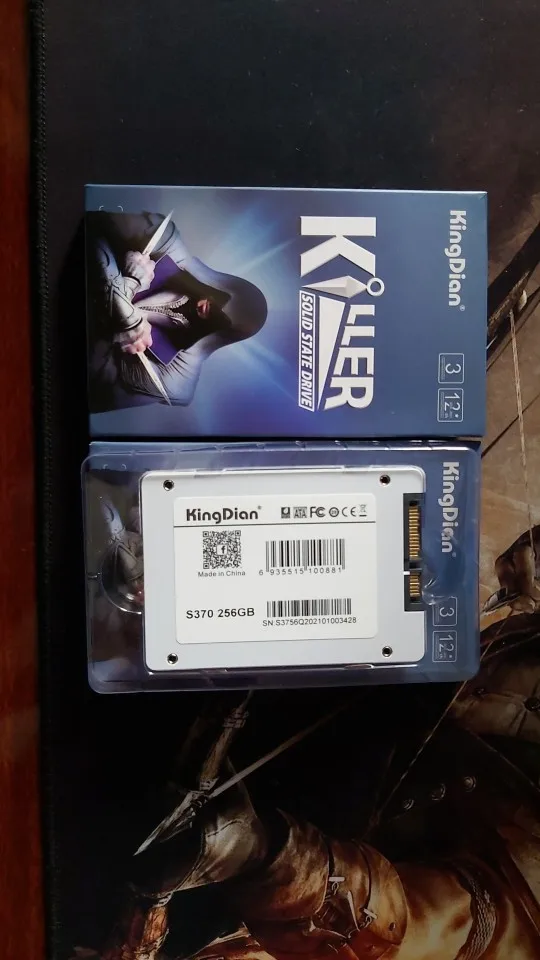 KingDian®
KILLER
SOLID STATE DRIVE
3
12+
KingDian®
3
12+
KingDian®
SATA FC CE
Made in China
6 935515 100881
S370 256GB
SN:S3756Q202101003428